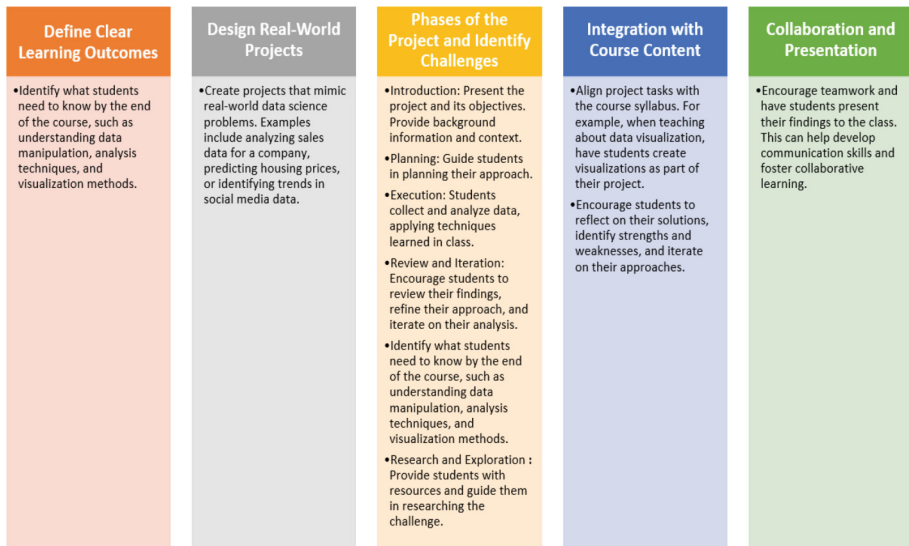 Define Clear
Learning Outcomes
•Identify what students
need to know by the end
of the course, such as
understanding data
manipulation, analysis
techniques, and
visualization methods.
Design Real-World
Projects
•Create projects that mimic
real-world data science
problems. Examples
include analyzing sales
data for a company,
predicting housing prices,
or identifying trends in
social media data.
Phases of the
Project and Identify
Challenges
•Introduction: Present the
project and its objectives.
Provide background
information and context.
•Planning: Guide students
in planning their approach.
•Execution: Students
collect and analyze data,
applying techniques
learned in class.
•Review and Iteration:
Encourage students to
review their findings,
refine their approach, and
iterate on their analysis.
•Identify what students
need to know by the end
of the course, such as
understanding data
manipulation, analysis
techniques, and
visualization methods.
•Research and Exploration :
Provide students with
resources and guide them
in researching the
challenge.
Integration with
Course Content
•Align project tasks with
the course syllabus. For
example, when teaching
about data visualization,
have students create
visualizations as part of
their project.
•Encourage students to
reflect on their solutions,
identify strengths and
weaknesses, and iterate
on their approaches.
Collaboration and
Presentation
•Encourage teamwork and
have students present
their findings to the class.
This can help develop
communication skills and
foster collaborative
learning.